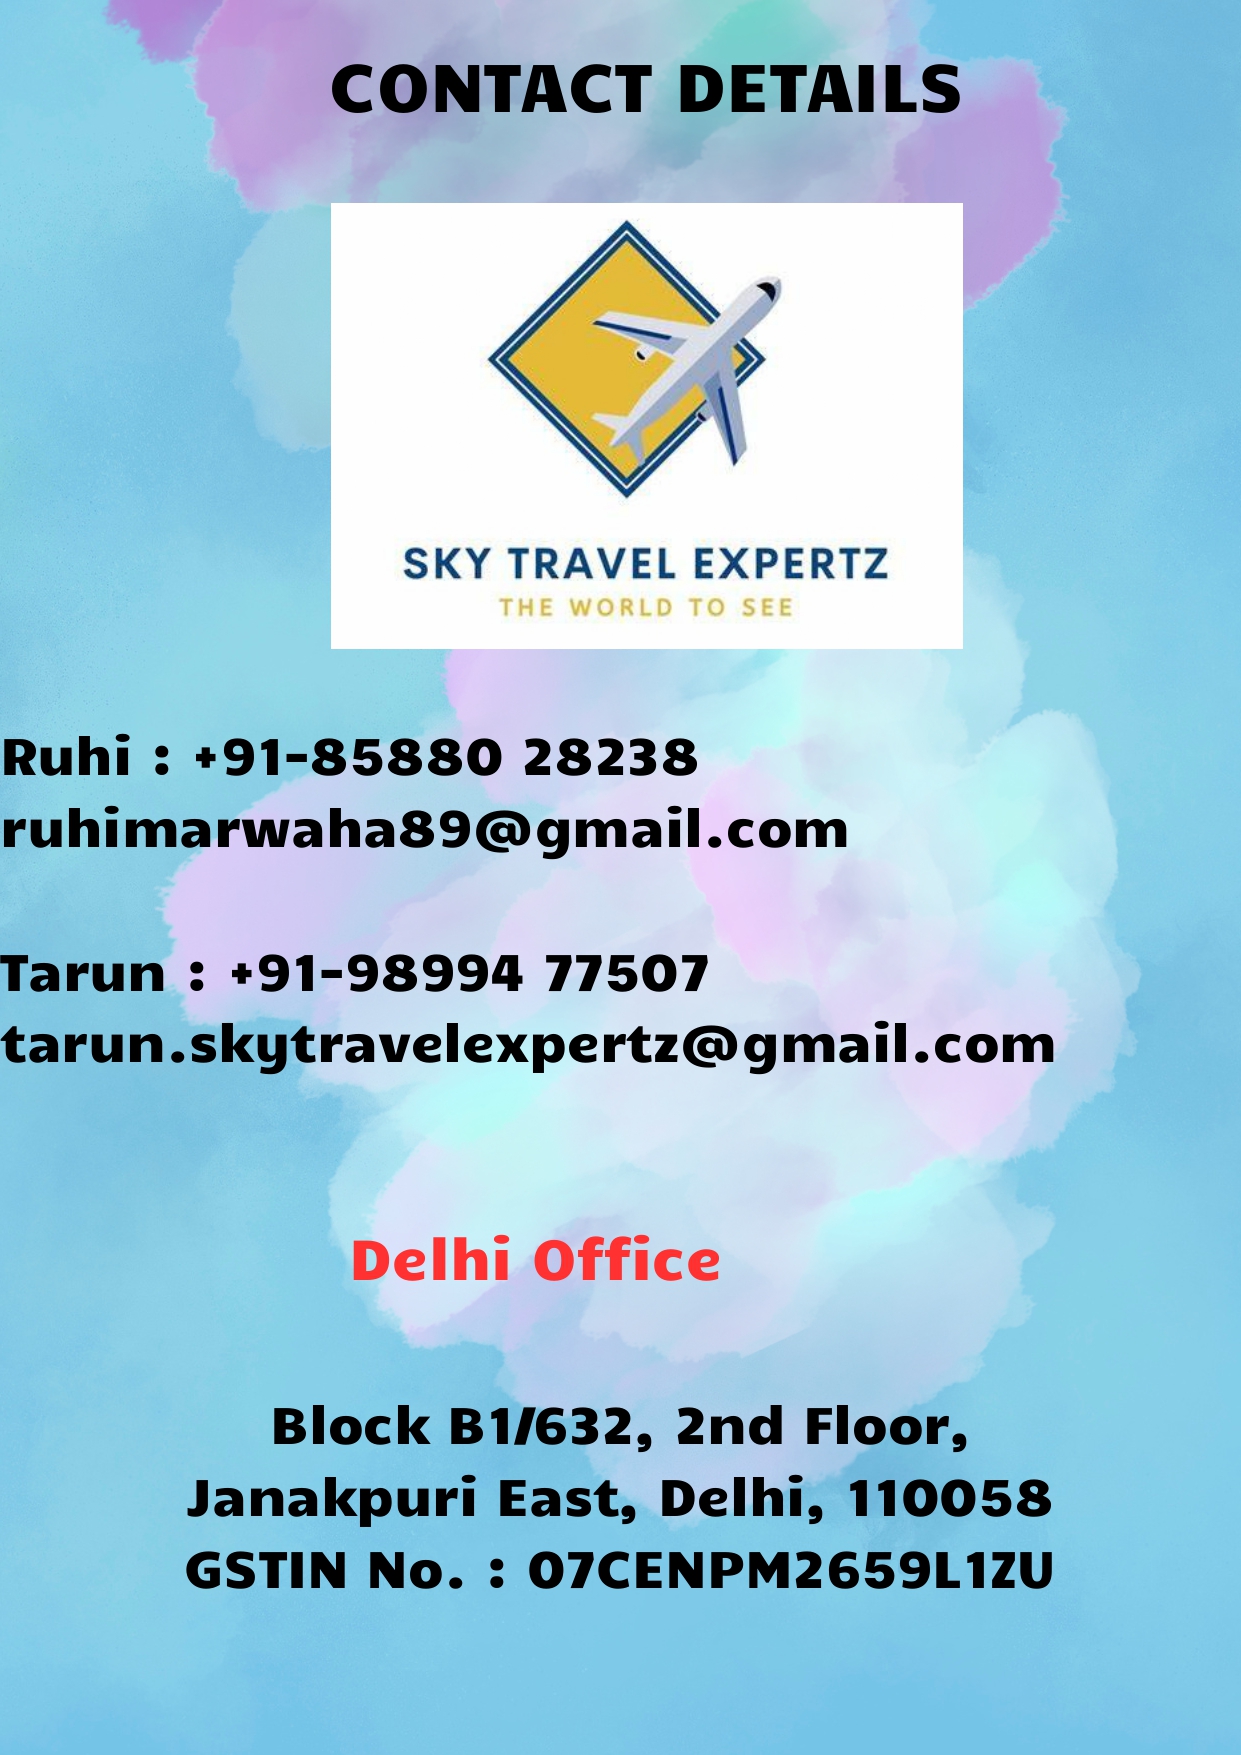 CONTACT DETAILS
SKY TRAVEL EXPERTZ
THE WORLD TO SEE
Ruhi : +91-85880 28238
ruhimarwaha89@gmail.com
Tarun : +91-98994 77507
tarun.skytravelexpertz@gmail.com
Delhi Office
Block B1/632, 2nd Floor,
Janakpuri East, Delhi, 110058
GSTIN No. : 07CENPM2659L1ZU